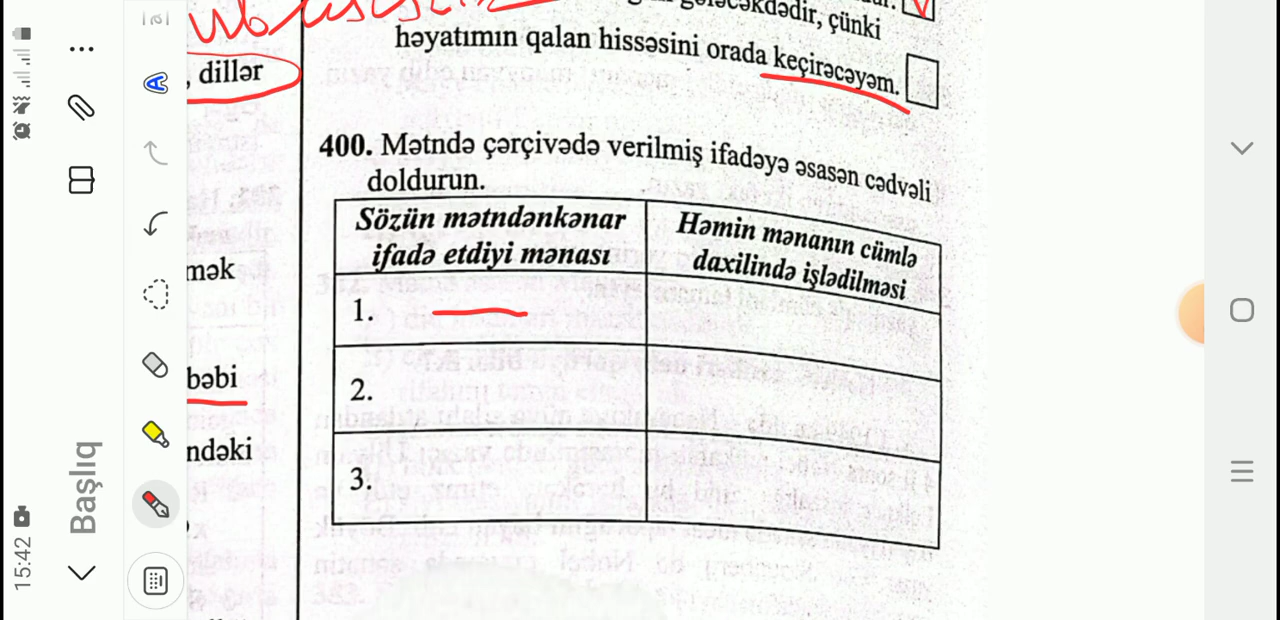 15:42
Başlıq
, dillər
mək
bəbi
ndəki
gələcəkdədir, çünki
həyatımın qalan hissəsini orada keçirəcəyəm.
400. Mətndə çərçivədə verilmiş ifadəyə əsasən cədvəli
doldurun.
Sözün mətndənkənar
ifadə etdiyi mənası
Həmin mənanın cümlə
daxilində işlədilməsi
1.
2.
3.